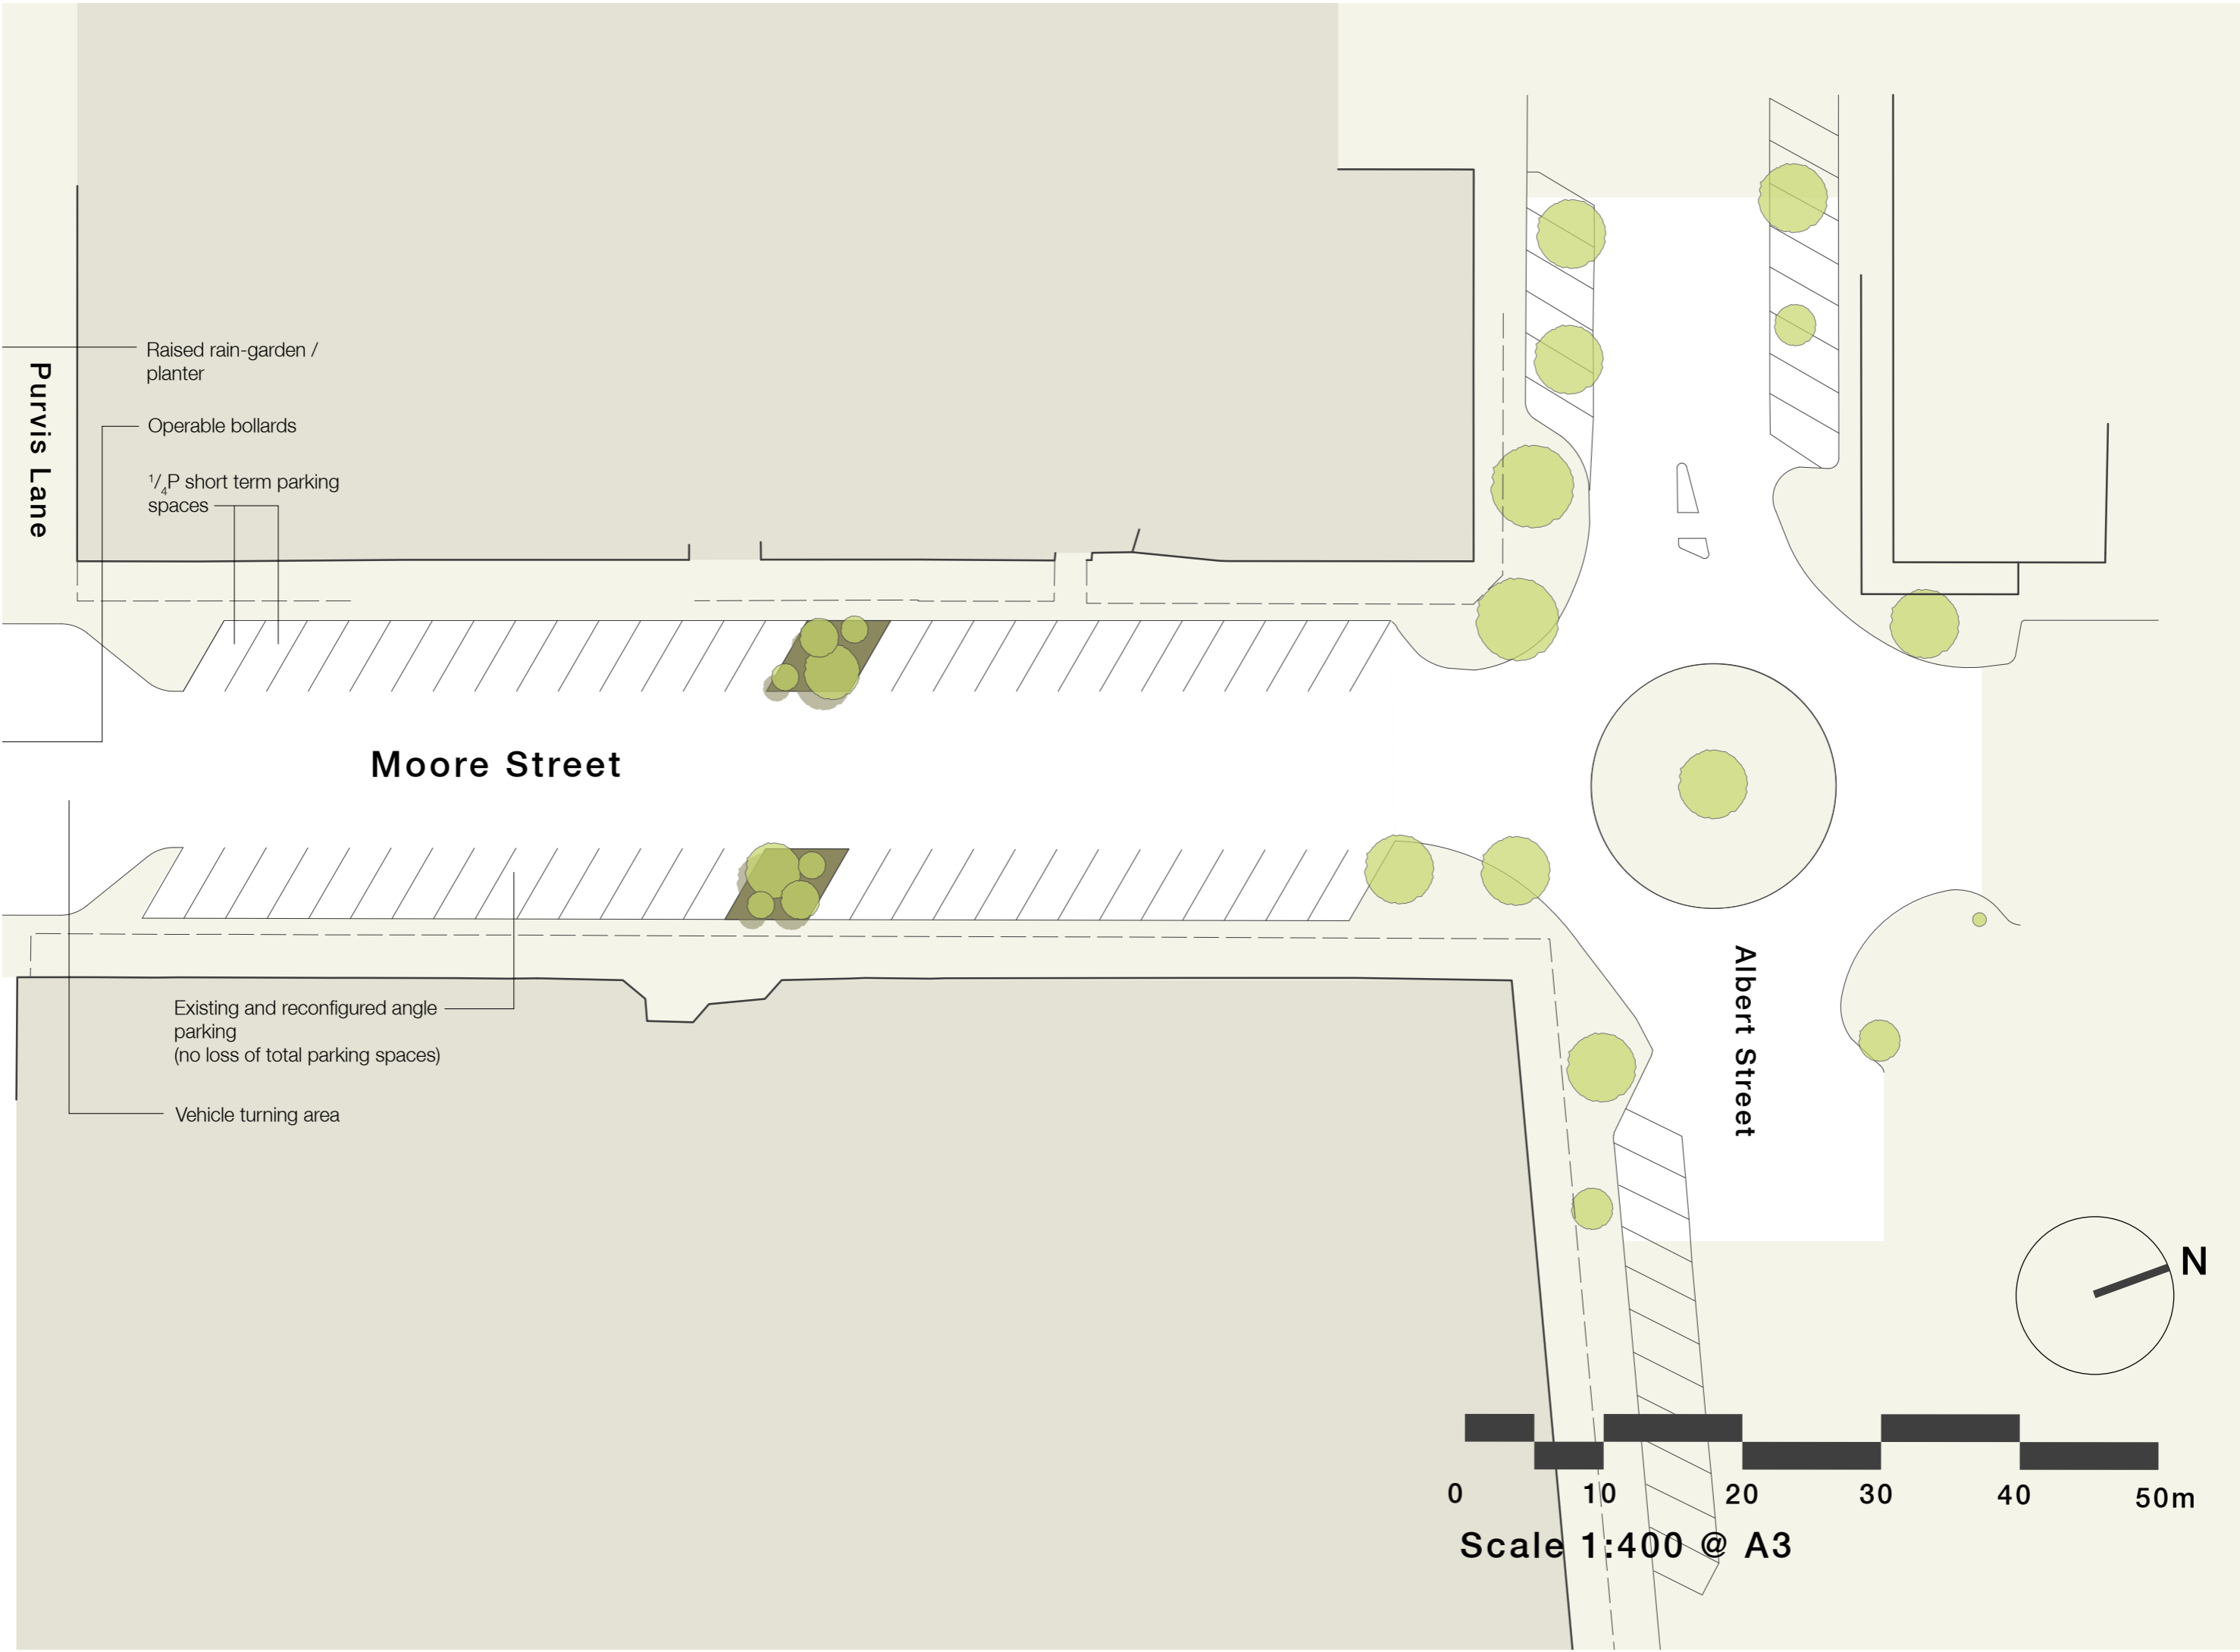 Raised rain-garden /
planter
Purvis Lane
Operable bollards
1/4P short term parking
spaces
Moore Street
Albert Street
Existing and reconfigured angle
parking
(no loss of total parking spaces)
Vehicle turning area
N
0 10 20 30 40 50m
Scale 1:400 @ A3